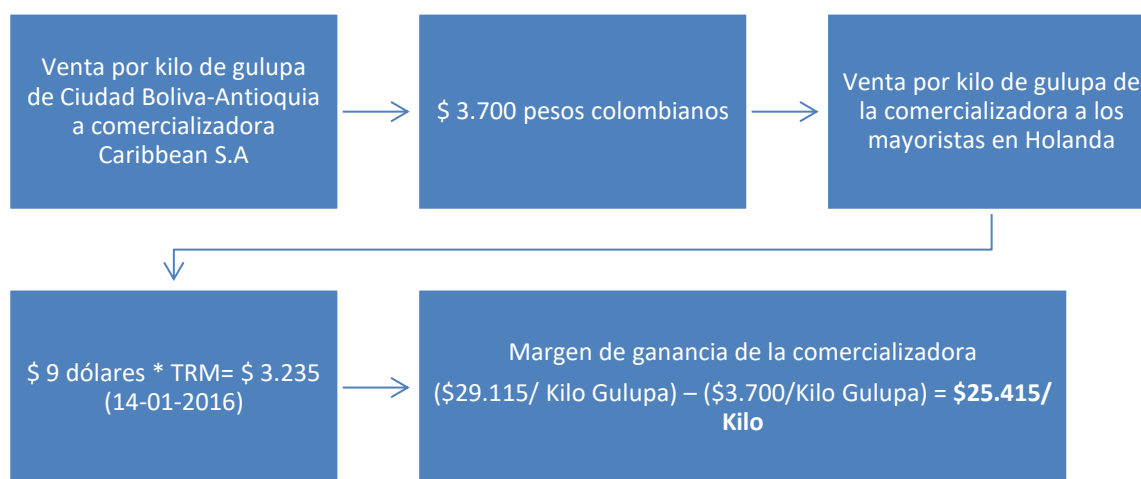 Venta por kilo de gulupa
de Ciudad Boliva-Antioquia
a comercializadora
Caribbean S.A
$ 3.700 pesos colombianos
Venta por kilo de gulupa de
la comercializadora a los
mayoristas en Holanda
$ 9 dólares * TRM= $ 3.235
(14-01-2016)
Margen de ganancia de la comercializadora
($29.115/ Kilo Gulupa) – ($3.700/Kilo Gulupa) = $25.415/
Kilo